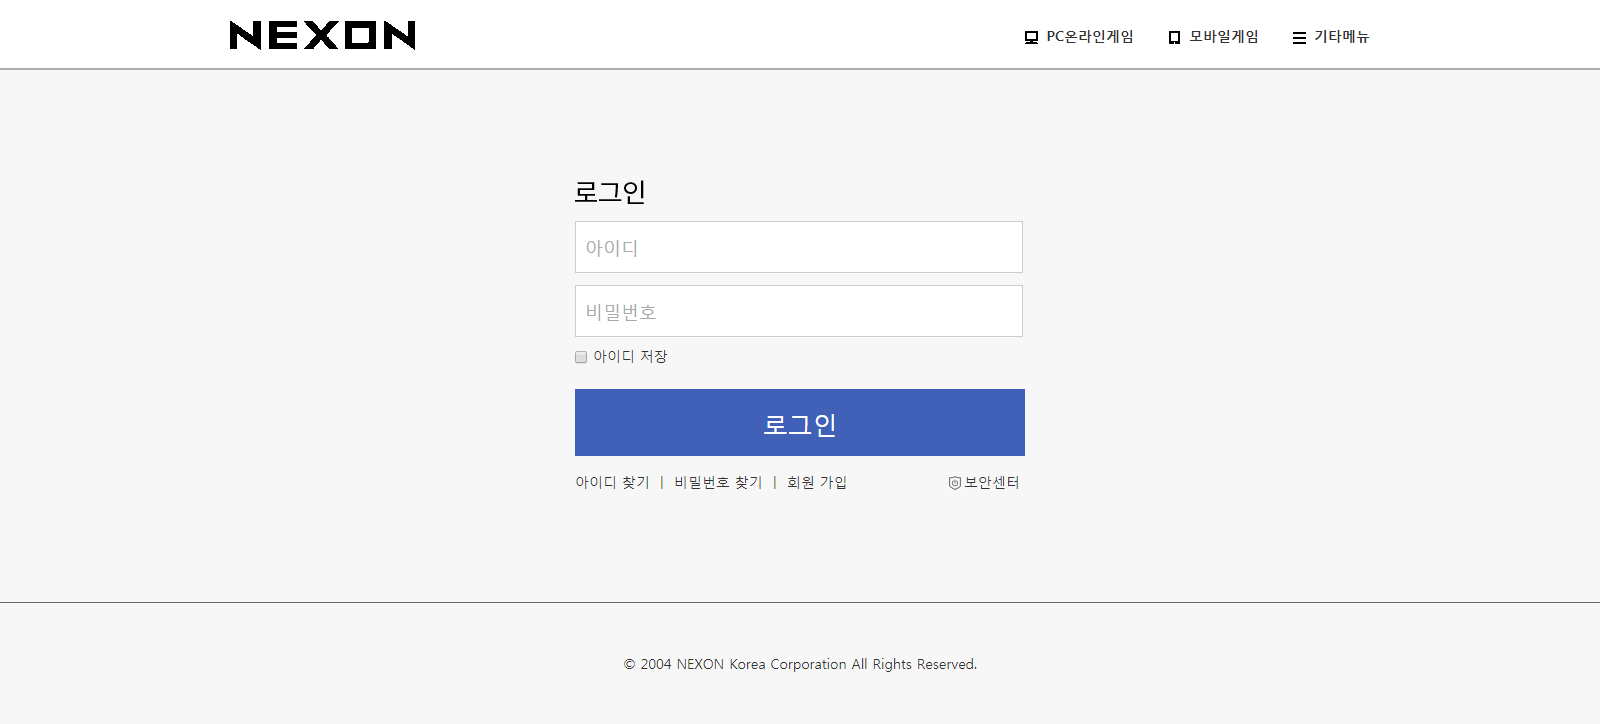 NEXON
PC온라인게임 모바일게임 기타메뉴
로그인
아이디
비밀번호
아이디 저장
로그인
아이디 찾기 | 비밀번호 찾기 | 회원 가입 보안센터
© 2004 NEXON Korea Corporation All Rights Reserved.